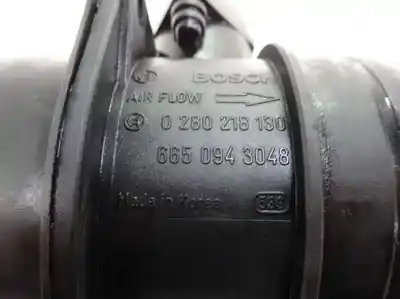 BOSCH
AIR FLOW
0 280 218 130
665 094 3048
Made in Korea